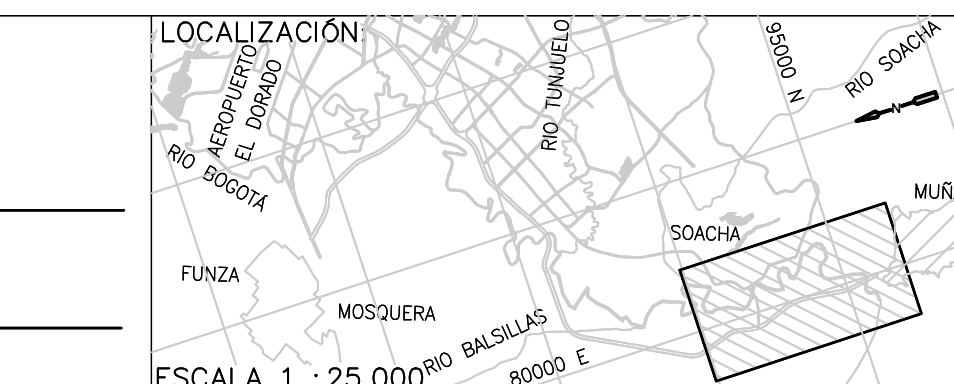 LOCALIZACIÓN:
AEROPUERTO
EL DORADO
RIO BOGOTÁ
RIO TUNJUELO
95000 N
RIO SOACHA
N
SOACHA
FUNZA
MOSQUERA
RIO BALSILLAS
80000 E
ESCALA 1 : 25.000